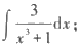 ∫ 3/(x³+1) dx;